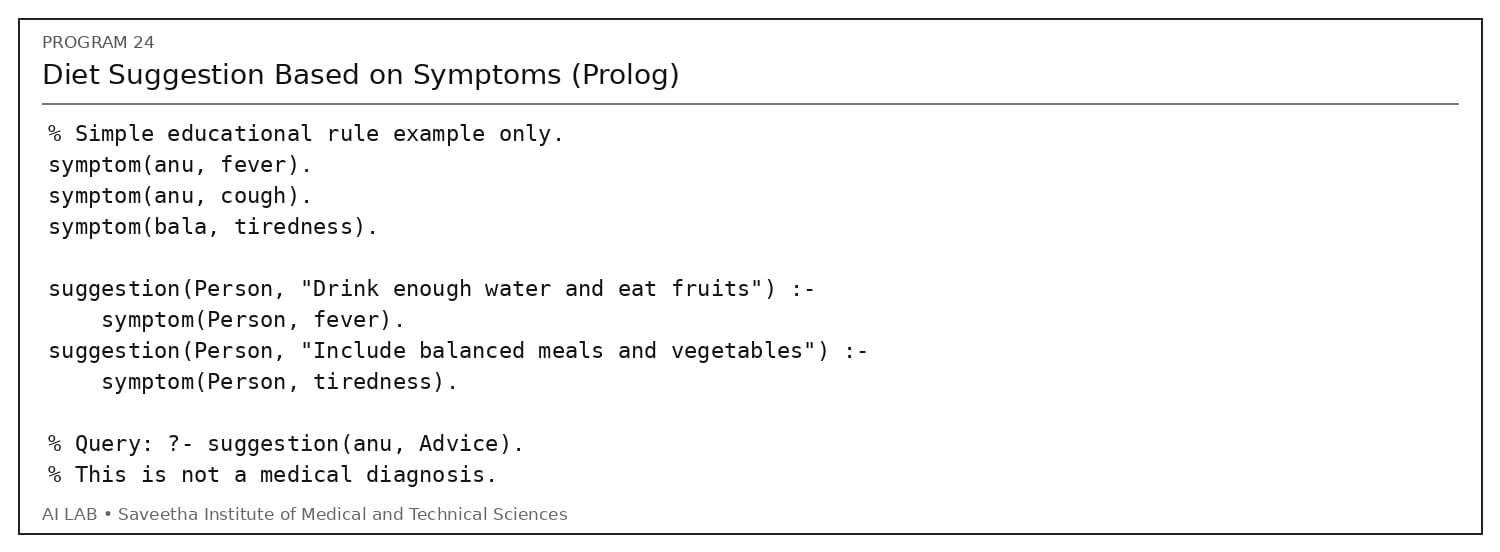 PROGRAM 24
Diet Suggestion Based on Symptoms (Prolog)
% Simple educational rule example only.
symptom(anu, fever).
symptom(anu, cough).
symptom(bala, tiredness).
suggestion(Person, "Drink enough water and eat fruits") :-
    symptom(Person, fever).
suggestion(Person, "Include balanced meals and vegetables") :-
    symptom(Person, tiredness).
% Query: ?- suggestion(anu, Advice).
% This is not a medical diagnosis.
AI LAB • Saveetha Institute of Medical and Technical Sciences